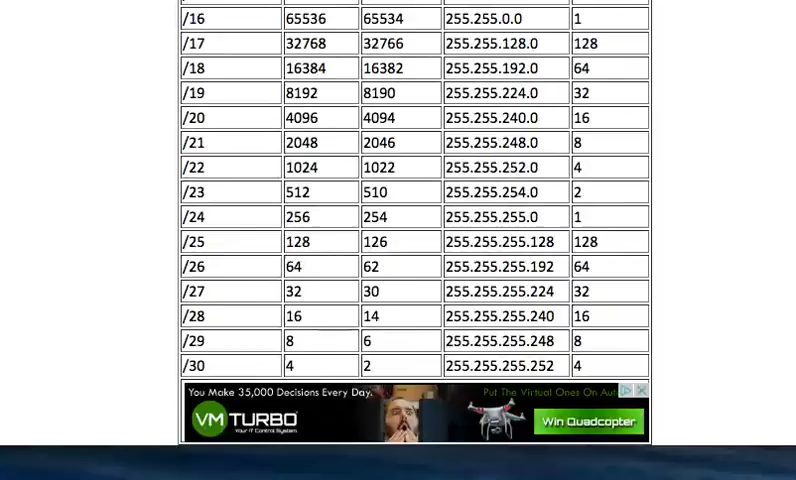 /16 65536 65534 255.255.0.0 1
/17 32768 32766 255.255.128.0 128
/18 16384 16382 255.255.192.0 64
/19 8192 8190 255.255.224.0 32
/20 4096 4094 255.255.240.0 16
/21 2048 2046 255.255.248.0 8
/22 1024 1022 255.255.252.0 4
/23 512 510 255.255.254.0 2
/24 256 254 255.255.255.0 1
/25 128 126 255.255.255.128 128
/26 64 62 255.255.255.192 64
/27 32 30 255.255.255.224 32
/28 16 14 255.255.255.240 16
/29 8 6 255.255.255.248 8
/30 4 2 255.255.255.252 4
You Make 35,000 Decisions Every Day. Put The Virtual Ones On Aut
VM TURBO
Your IT Control System
Win Quadcopter